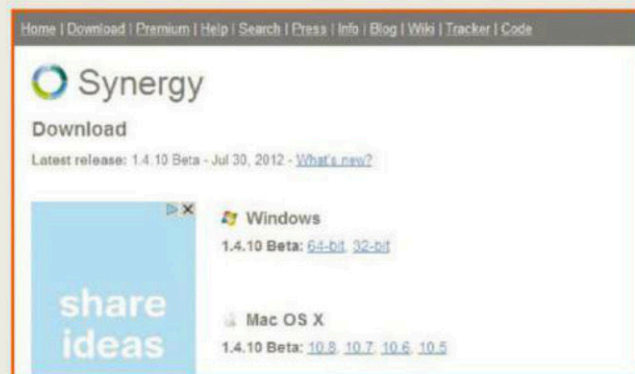 Home | Download | Premium | Help | Search | Press | Info | Blog | Wiki | Tracker | Code
Synergy
Download
Latest release: 1.4.10 Beta - Jul 30, 2012 - What's new?
Windows
1.4.10 Beta: 64-bit, 32-bit
share
ideas
Mac OS X
1.4.10 Beta: 10.8, 10.7, 10.6, 10.5